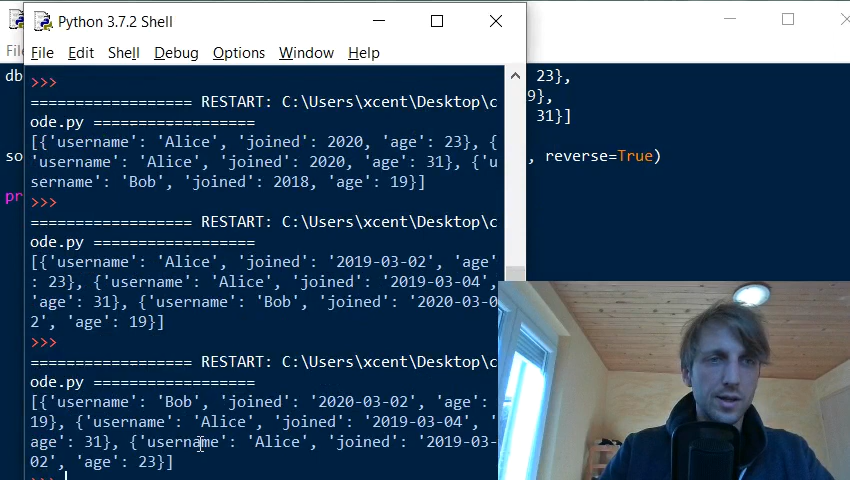 Python 3.7.2 Shell
File Edit Shell Debug Options Window Help
>>>
================== RESTART: C:\Users\xcent\Desktop\c
ode.py ==================
[{'username': 'Alice', 'joined': 2020, 'age': 23}, {
'username': 'Alice', 'joined': 2020, 'age': 31}, {'u
sername': 'Bob', 'joined': 2018, 'age': 19}]
>>>
================== RESTART: C:\Users\xcent\Desktop\c
ode.py ==================
[{'username': 'Alice', 'joined': '2019-03-02', 'age'
: 23}, {'username': 'Alice', 'joined': '2019-03-04',
'age': 31}, {'username': 'Bob', 'joined': '2020-03-0
2', 'age': 19}]
>>>
================== RESTART: C:\Users\xcent\Desktop\c
ode.py ==================
[{'username': 'Bob', 'joined': '2020-03-02', 'age':
19}, {'username': 'Alice', 'joined': '2019-03-04', '
age': 31}, {'username': 'Alice', 'joined': '2019-03-
02', 'age': 23}]
>>>
db
so
pr
23},
9},
31}]
, reverse=True)